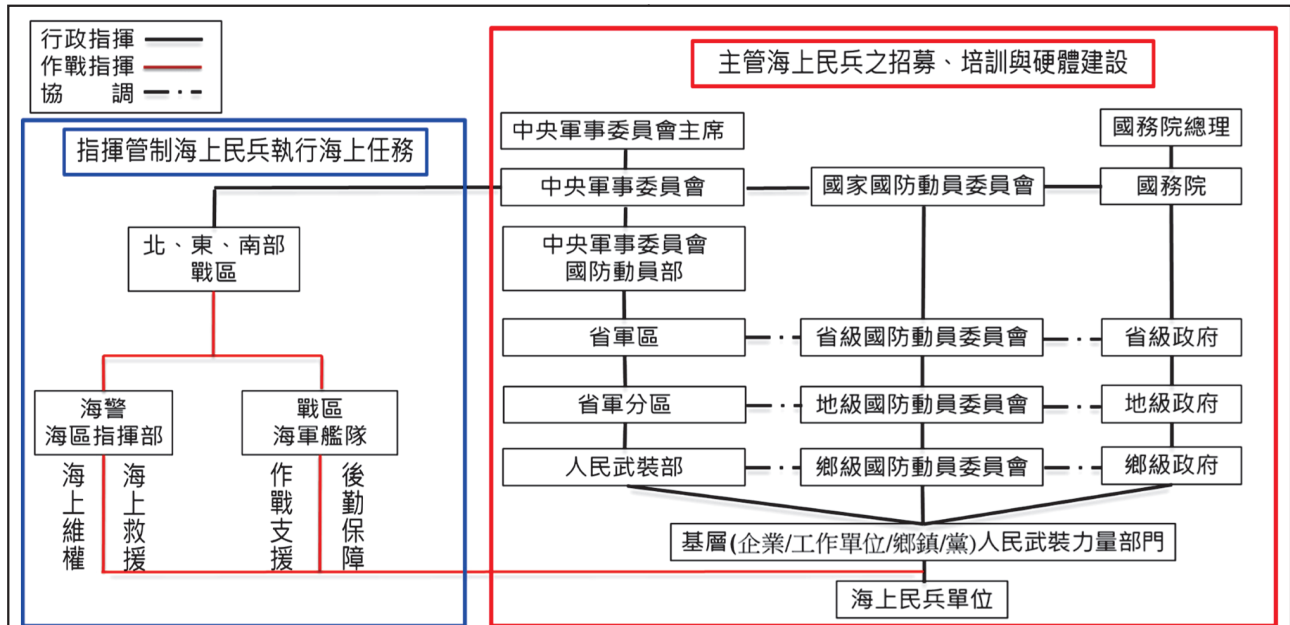 行政指揮
作戰指揮
協調
主管海上民兵之招募、培訓與硬體建設
指揮管制海上民兵執行海上任務
中央軍事委員會主席
國務院總理
中央軍事委員會
國家國防動員委員會
國務院
北、東、南部
戰區
中央軍事委員會
國防動員部
省軍區
省級國防動員委員會
省級政府
海警
海區指揮部
戰區
海軍艦隊
省軍分區
地級國防動員委員會
地級政府
人民武裝部
鄉級國防動員委員會
鄉級政府
海上維權
海上救援
作戰支援
後勤保障
基層(企業/工作單位/鄉鎮/黨)人民武裝力量部門
海上民兵單位